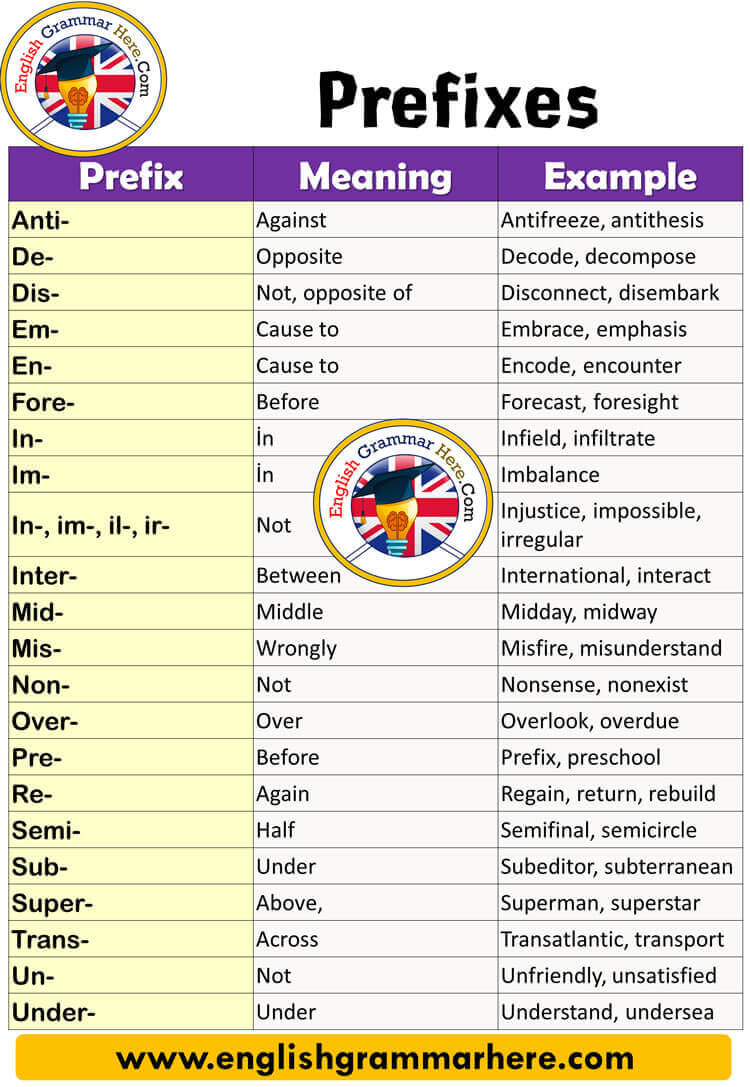 English Grammar Here.Com
Prefixes
Prefix Meaning Example
Anti- Against Antifreeze, antithesis
De- Opposite Decode, decompose
Dis- Not, opposite of Disconnect, disembark
Em- Cause to Embrace, emphasis
En- Cause to Encode, encounter
Fore- Before Forecast, foresight
In- İn Infield, infiltrate
Im- İn Imbalance
English Grammar Here.Com
In-, im-, il-, ir- Not Injustice, impossible,
irregular
Inter- Between International, interact
Mid- Middle Midday, midway
Mis- Wrongly Misfire, misunderstand
Non- Not Nonsense, nonexist
Over- Over Overlook, overdue
Pre- Before Prefix, preschool
Re- Again Regain, return, rebuild
Semi- Half Semifinal, semicircle
Sub- Under Subeditor, subterranean
Super- Above, Superman, superstar
Trans- Across Transatlantic, transport
Un- Not Unfriendly, unsatisfied
Under- Under Understand, undersea
www.englishgrammarhere.com